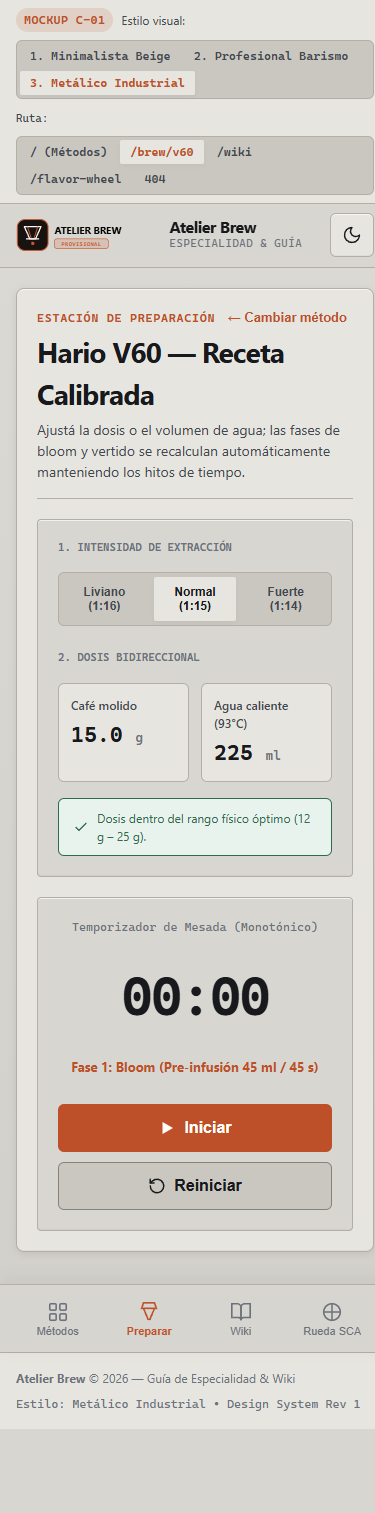 MOCKUP C-01 Estilo visual:
1. Minimalista Beige 2. Profesional Barismo
3. Metálico Industrial
Ruta:
/ (Métodos) /brew/v60 /wiki
/flavor-wheel 404
ATELIER BREW
PROVISIONAL
Atelier Brew
ESPECIALIDAD & GUÍA
ESTACIÓN DE PREPARACIÓN ← Cambiar método
Hario V60 — Receta
Calibrada
Ajustá la dosis o el volumen de agua; las fases de
bloom y vertido se recalculan automáticamente
manteniendo los hitos de tiempo.
1. INTENSIDAD DE EXTRACCIÓN
Liviano Normal Fuerte
(1:16) (1:15) (1:14)
2. DOSIS BIDIRECCIONAL
Café molido
15.0 g
Agua caliente
(93°C)
225 ml
Dosis dentro del rango físico óptimo (12
g – 25 g).
Temporizador de Mesada (Monotónico)
00:00
Fase 1: Bloom (Pre-infusión 45 ml / 45 s)
Iniciar
Reiniciar
Métodos Preparar Wiki Rueda SCA
Atelier Brew © 2026 — Guía de Especialidad & Wiki
Estilo: Metálico Industrial • Design System Rev 1